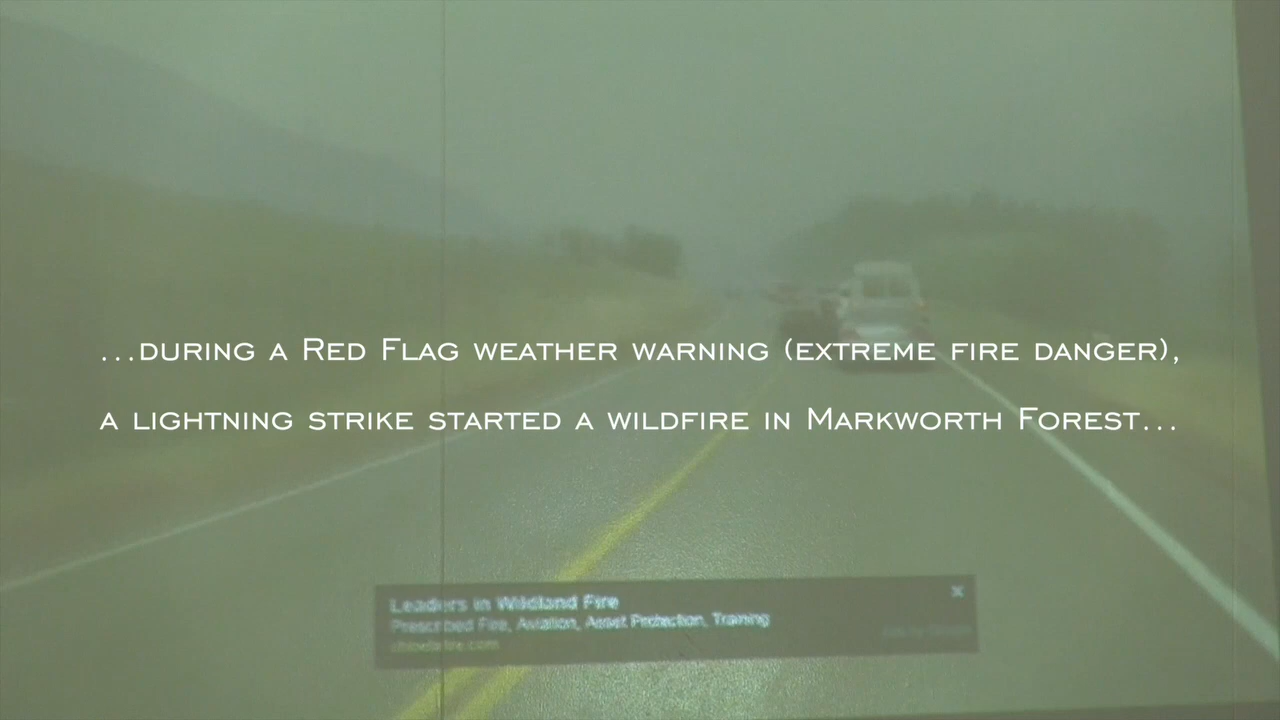 ...DURING A RED FLAG WEATHER WARNING (EXTREME FIRE DANGER),
A LIGHTNING STRIKE STARTED A WILDFIRE IN MARKWORTH FOREST...
Leaders in Wildland Fire
Prescribed Fire, Aviation, Asset Protection, Training